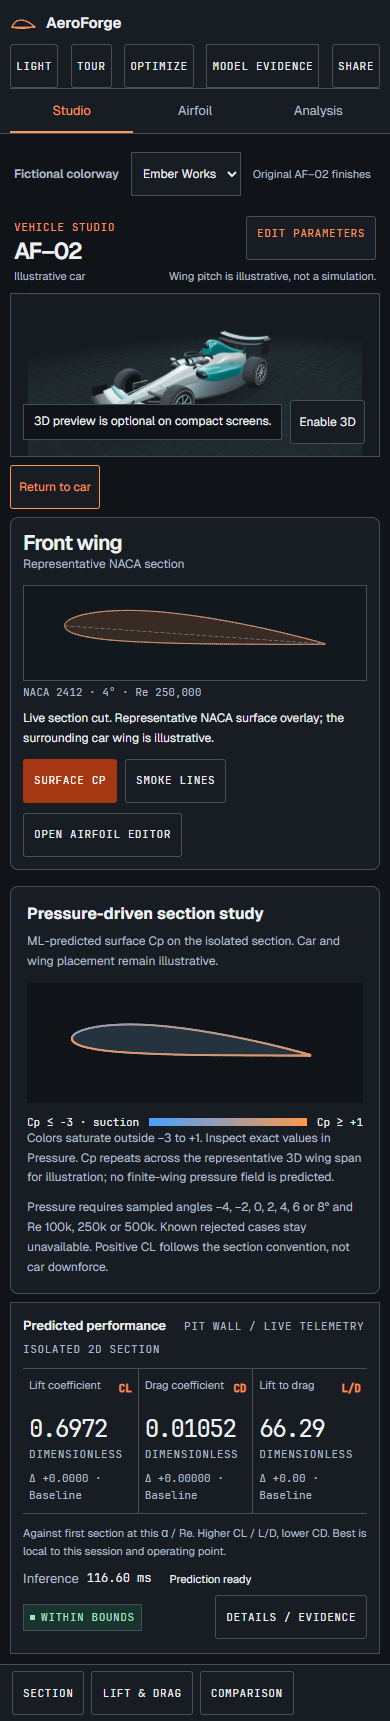 AeroForge
LIGHT TOUR OPTIMIZE MODEL EVIDENCE SHARE
Studio Airfoil Analysis
Fictional colorway Ember Works Original AF–02 finishes
VEHICLE STUDIO
AF–02
EDIT PARAMETERS
Illustrative car Wing pitch is illustrative, not a simulation.
3D preview is optional on compact screens. Enable 3D
Return to car
Front wing
Representative NACA section
NACA 2412 · 4° · Re 250,000
Live section cut. Representative NACA surface overlay; the
surrounding car wing is illustrative.
SURFACE CP SMOKE LINES
OPEN AIRFOIL EDITOR
Pressure-driven section study
ML-predicted surface Cp on the isolated section. Car and
wing placement remain illustrative.
Cp ≤ -3 · suction Cp ≥ +1
Colors saturate outside −3 to +1. Inspect exact values in
Pressure. Cp repeats across the representative 3D wing span
for illustration; no finite-wing pressure field is predicted.
Pressure requires sampled angles −4, −2, 0, 2, 4, 6 or 8° and
Re 100k, 250k or 500k. Known rejected cases stay
unavailable. Positive CL follows the section convention, not
car downforce.
Predicted performance PIT WALL / LIVE TELEMETRY
ISOLATED 2D SECTION
Lift coefficient CL Drag coefficient CD Lift to drag L/D
0.6972 0.01052 66.29
DIMENSIONLESS DIMENSIONLESS DIMENSIONLESS
Δ +0.0000 · Δ +0.00000 · Δ +0.00 ·
Baseline Baseline Baseline
Against first section at this α / Re. Higher CL / L/D, lower CD. Best is
local to this session and operating point.
Inference 116.60 ms Prediction ready
WITHIN BOUNDS DETAILS / EVIDENCE
SECTION LIFT & DRAG COMPARISON